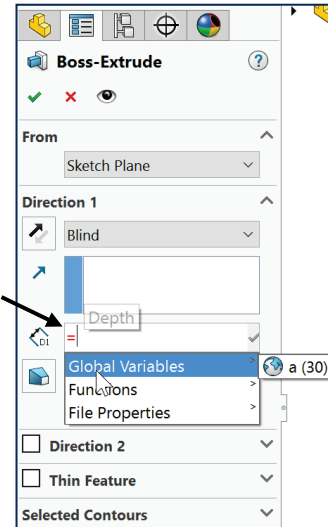 Boss-Extrude
?
From
Sketch Plane
Direction 1
Blind
Depth
D1
=
Global Variables
a (30)
Functions
File Properties
Direction 2
Thin Feature
Selected Contours